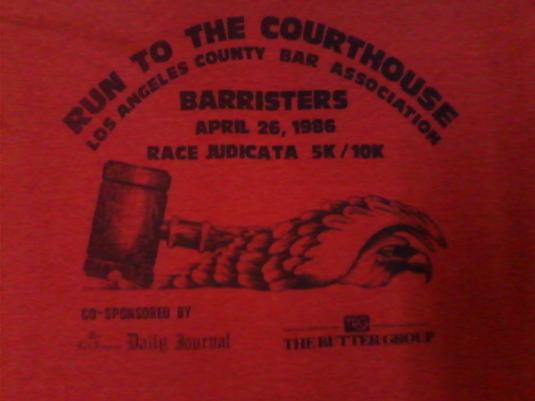 RUN TO THE COURTHOUSE
LOS ANGELES COUNTY BAR ASSOCIATION
BARRISTERS
APRIL 26, 1986
RACE JUDICATA 5K/10K
CO-SPONSORED BY
Daily Journal
THE RUTTER GROUP